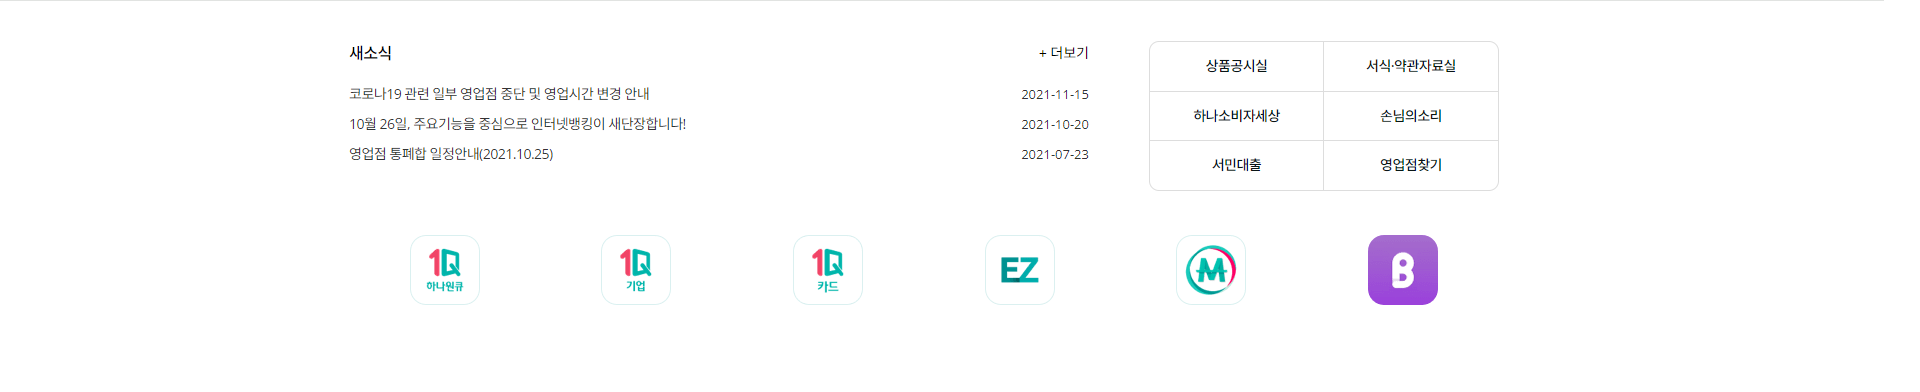 새소식
+ 더보기
코로나19 관련 일부 영업점 중단 및 영업시간 변경 안내 2021-11-15
10월 26일, 주요기능을 중심으로 인터넷뱅킹이 새단장합니다! 2021-10-20
영업점 통폐합 일정안내(2021.10.25) 2021-07-23
상품공시실 서식·약관자료실
하나소비자세상 손님의소리
서민대출 영업점찾기
1Q 하나원큐
1Q 기업
1Q 카드
EZ
M
B